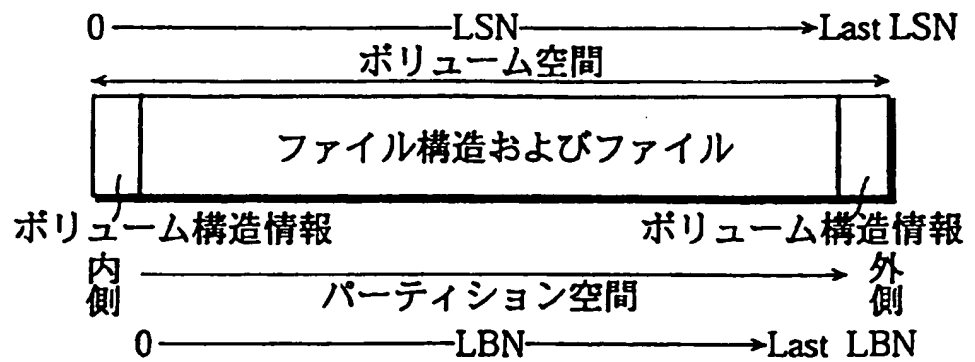 0 LSN Last LSN
ボリューム空間
ファイル構造およびファイル
ボリューム構造情報 ボリューム構造情報
内側 外側
パーティション空間
0 LBN Last LBN